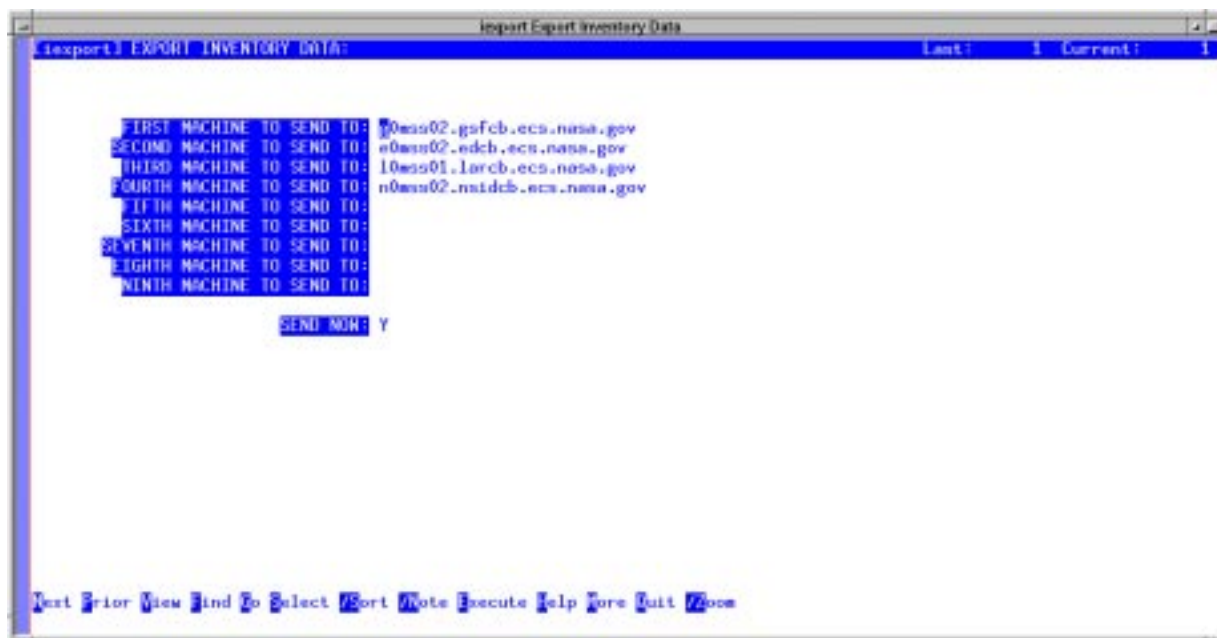 iexport Export Inventory Data
[iexport] EXPORT INVENTORY DATA: Last: 1 Current: 1
FIRST MACHINE TO SEND TO: g0mss02.gsfcb.ecs.nasa.gov
SECOND MACHINE TO SEND TO: e0mss02.edcb.ecs.nasa.gov
THIRD MACHINE TO SEND TO: l0mss01.larcb.ecs.nasa.gov
FOURTH MACHINE TO SEND TO: n0mss02.nsidcb.ecs.nasa.gov
FIFTH MACHINE TO SEND TO:
SIXTH MACHINE TO SEND TO:
SEVENTH MACHINE TO SEND TO:
EIGHTH MACHINE TO SEND TO:
NINTH MACHINE TO SEND TO:
SEND NOW: Y
Next Prior View Find Go Select /Sort /Note Execute Help More Quit /Zoom